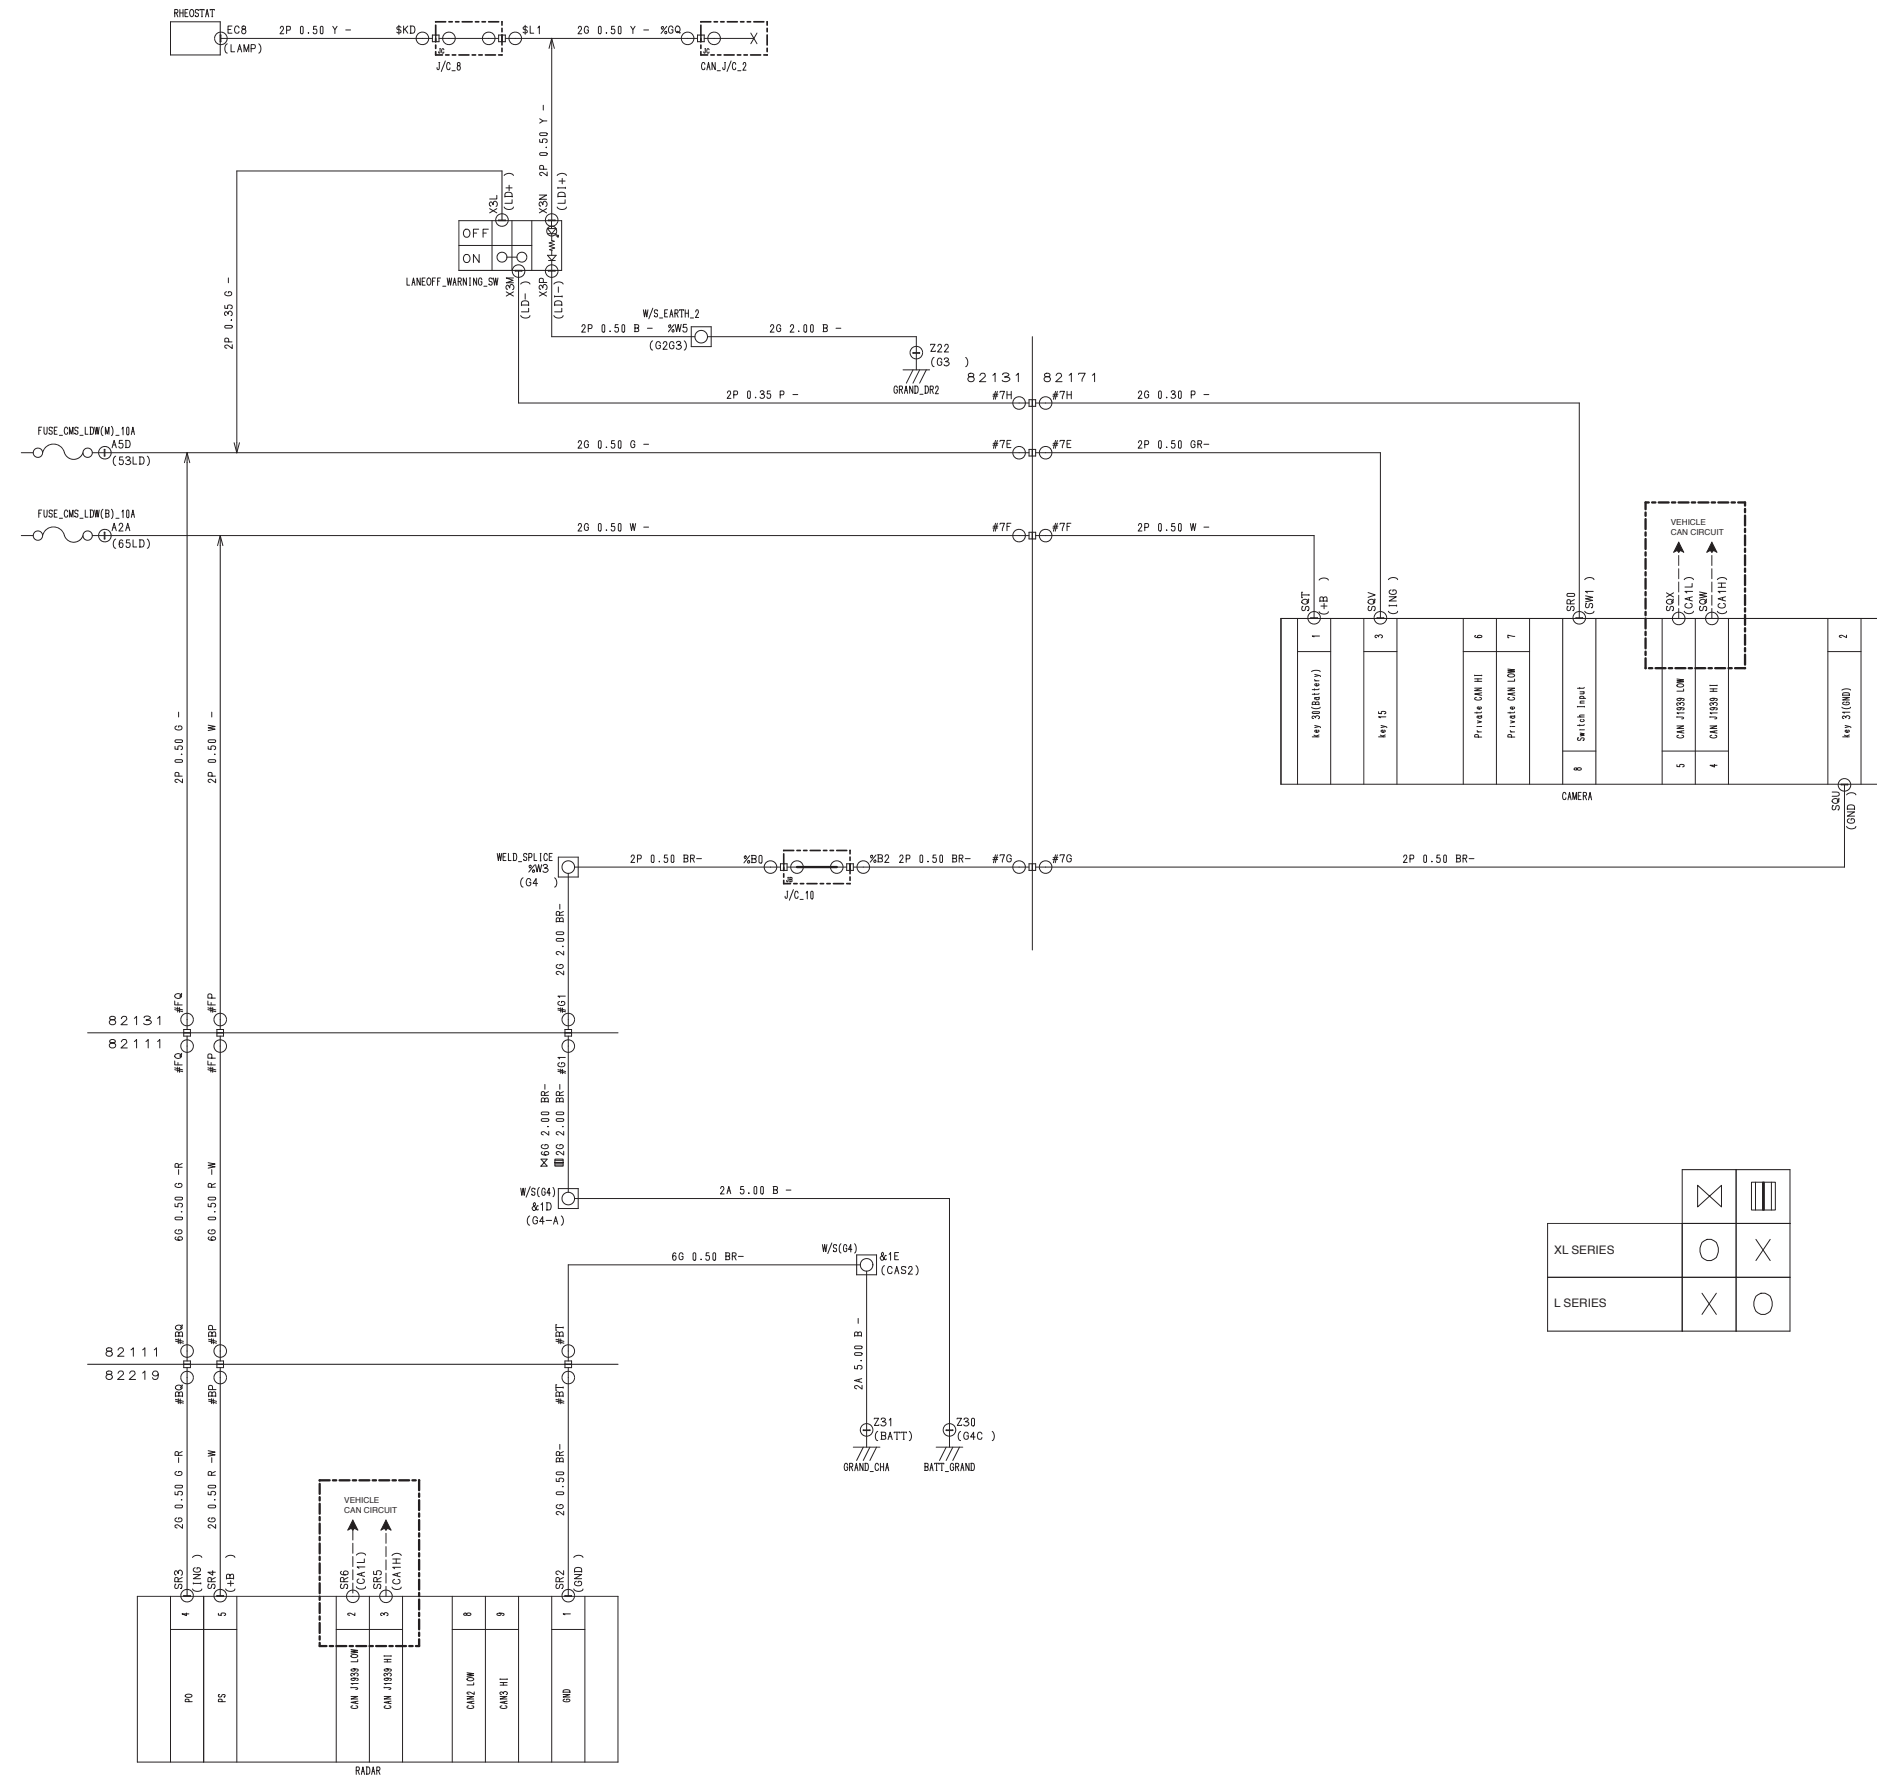 RHEOSTAT
EC8
(LAMP)
2P 0.50 Y -
$KD
JC
J/C_8
$L1
2G 0.50 Y -
%GQ
JC
CAN_J/C_2
2P 0.50 Y -
X3L
(LD+ )
X3N
(LDI+)
OFF
ON
LANEOFF_WARNING_SW
X3M
(LD- )
X3P
(LDI-)
2P 0.35 G -
W/S_EARTH_2
2P 0.50 B -
%W5
(G2G3)
2G 2.00 B -
Z22
(G3 )
GRAND_DR2
82131
82171
2P 0.35 P -
#7H
#7H
2G 0.30 P -
FUSE_CMS_LDW(M)_10A
A5D
(53LD)
2G 0.50 G -
#7E
#7E
2P 0.50 GR-
FUSE_CMS_LDW(B)_10A
A2A
(65LD)
2G 0.50 W -
#7F
#7F
2P 0.50 W -
VEHICLE
CAN CIRCUIT
SQT
(+B )
SQV
(ING )
SR0
(SW1 )
SQX
(CA1L)
SQW
(CA1H)
1
key 30(Battery)
3
key 15
6
Private CAN HI
7
Private CAN LOW
Switch Input
8
CAN J1939 LOW
5
CAN J1939 HI
4
2
key 31(GND)
CAMERA
SQU
(GND )
2P 0.50 G -
2P 0.50 W -
WELD_SPLICE
%W3
(G4 )
2P 0.50 BR-
%B0
JB
J/C_10
%B2
2P 0.50 BR-
#7G
#7G
2P 0.50 BR-
2G 2.00 BR-
#FQ
#FP
#G1
82131
82111
#FQ
#FP
#G1
6G 2.00 BR-
2G 2.00 BR-
6G 0.50 G -R
6G 0.50 R -W
W/S(G4)
&1D
(G4-A)
2A 5.00 B -
6G 0.50 BR-
W/S(G4)
&1E
(CAS2)
XL SERIES
O
X
L SERIES
X
O
2A 5.00 B -
#BQ
#BP
#BT
82111
82219
#BQ
#BP
#BT
Z31
(BATT)
GRAND_CHA
Z30
(G4C )
BATT_GRAND
2G 0.50 G -R
2G 0.50 R -W
2G 0.50 BR-
VEHICLE
CAN CIRCUIT
SR3
(ING )
SR4
(+B )
SR6
(CA1L)
SR5
(CA1H)
SR2
(GND )
4
PO
5
PS
2
CAN J1939 LOW
3
CAN J1939 HI
8
CAN2 LOW
9
CAN3 HI
1
GND
RADAR